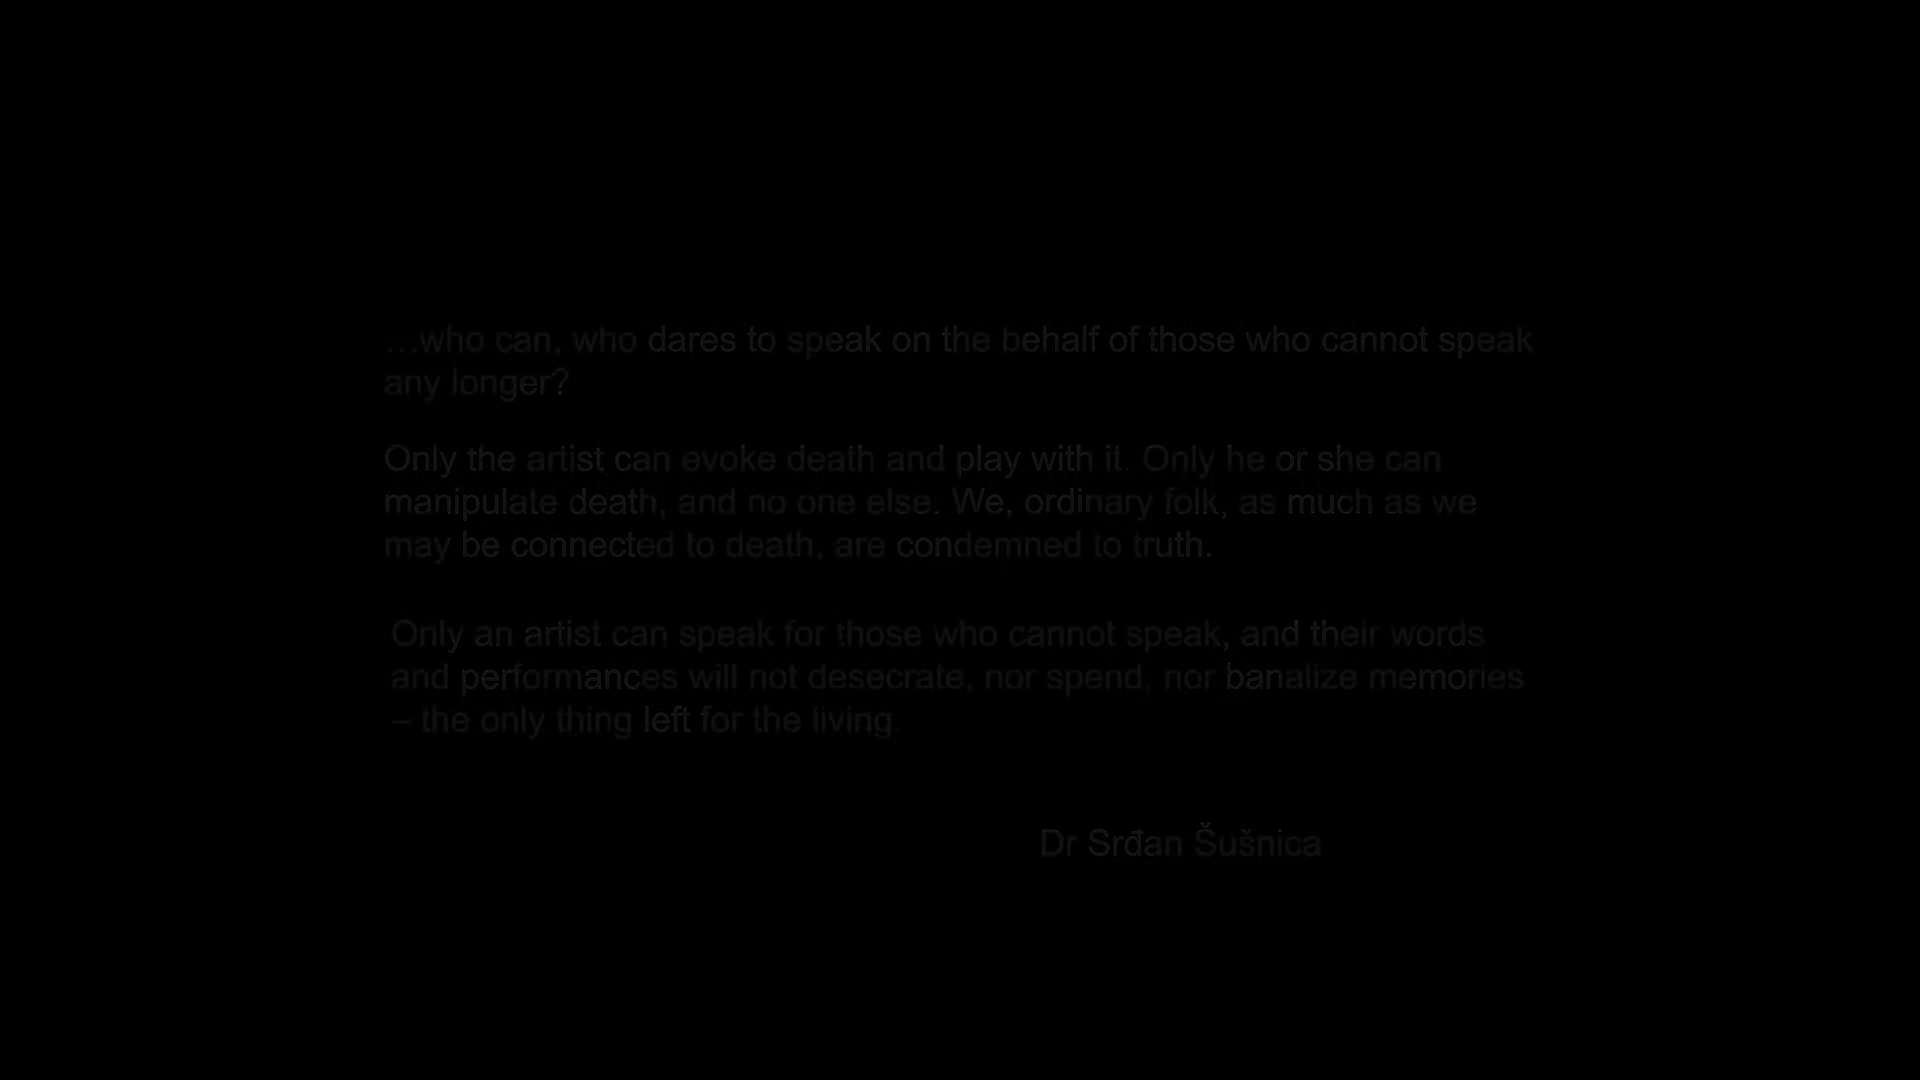 …who can, who dares to speak on the behalf of those who cannot speak
any longer?
Only the artist can evoke death and play with it. Only he or she can
manipulate death, and no one else. We, ordinary folk, as much as we
may be connected to death, are condemned to truth.
Only an artist can speak for those who cannot speak, and their words
and performances will not desecrate, nor spend, nor banalize memories
– the only thing left for the living.
Dr Srđan Šušnica